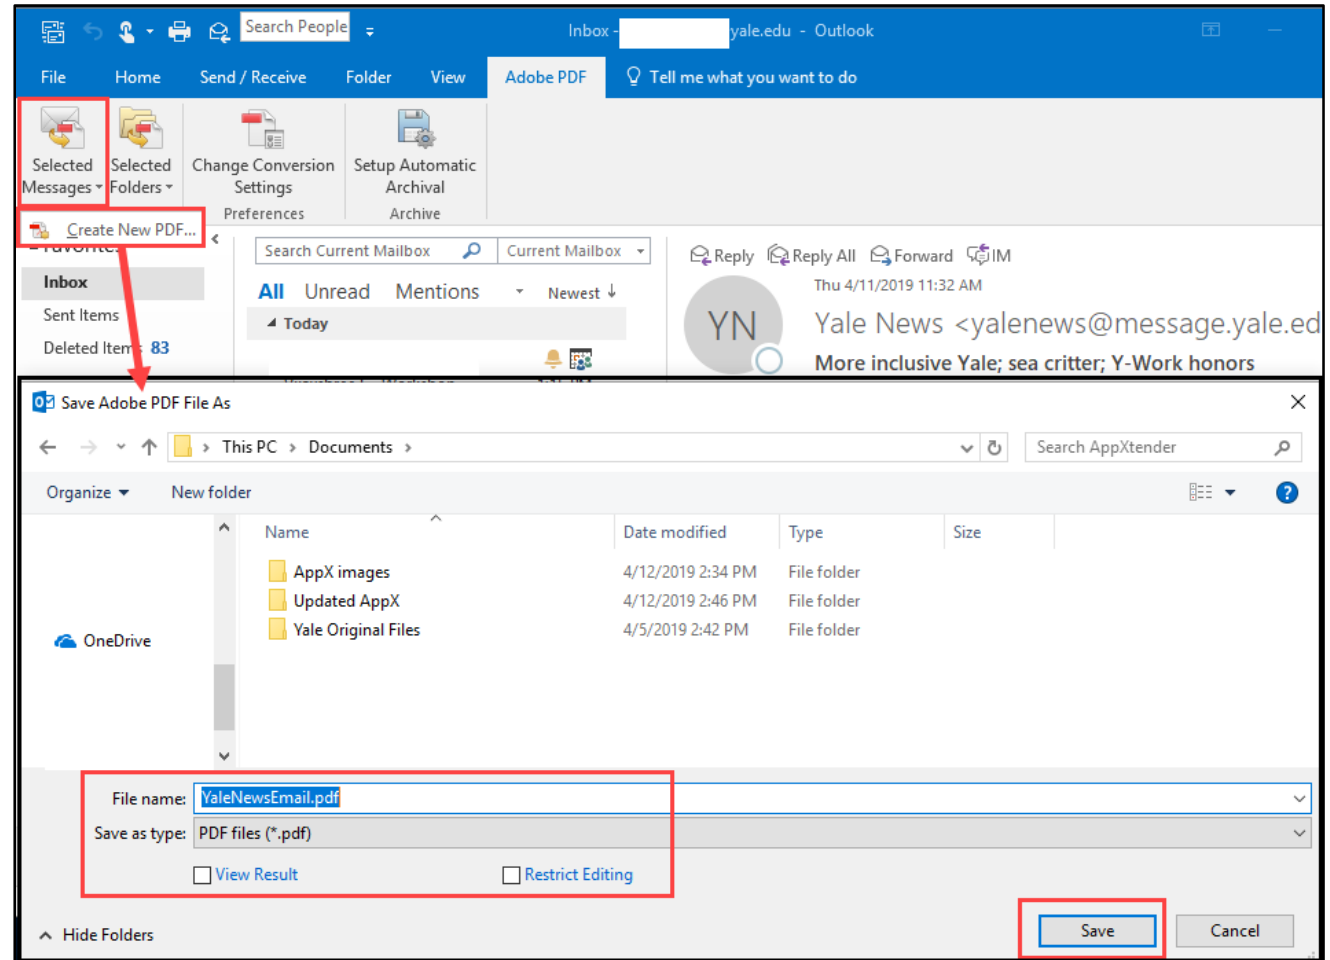 Search People
Inbox - yale.edu - Outlook
File Home Send / Receive Folder View Adobe PDF Tell me what you want to do
Selected Messages Selected Folders Change Conversion Settings Setup Automatic Archival
Preferences Archive
Create New PDF...
Search Current Mailbox Current Mailbox Reply Reply All Forward IM
Inbox
All Unread Mentions Newest ↓
Thu 4/11/2019 11:32 AM
Sent Items
Today
YN
Yale News <yalenews@message.yale.ed
Deleted Items 83
More inclusive Yale; sea critter; Y-Work honors
Save Adobe PDF File As
This PC > Documents >
Search AppXtender
Organize New folder
Name Date modified Type Size
AppX images 4/12/2019 2:34 PM File folder
Updated AppX 4/12/2019 2:46 PM File folder
Yale Original Files 4/5/2019 2:42 PM File folder
OneDrive
File name: YaleNewsEmail.pdf
Save as type: PDF files (*.pdf)
View Result Restrict Editing
Hide Folders
Save Cancel